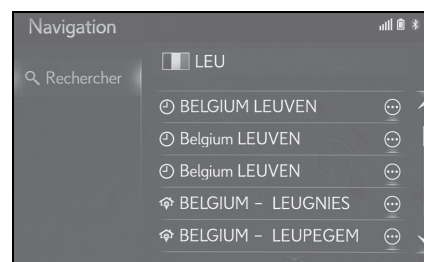 Navigation
LEU
Rechercher
BELGIUM LEUVEN
Belgium LEUVEN
Belgium LEUVEN
BELGIUM – LEUGNIES
BELGIUM – LEUPEGEM